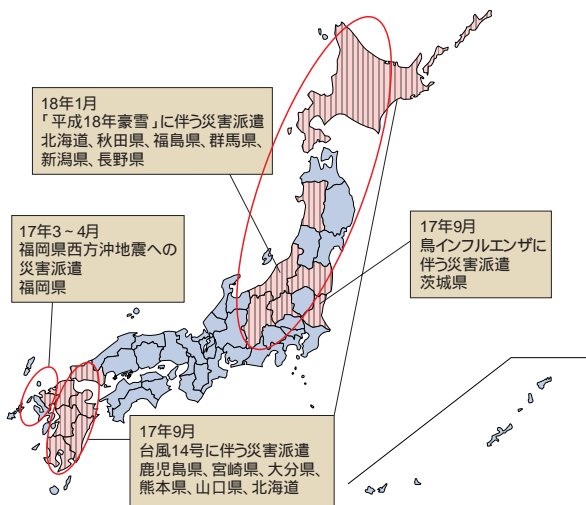 18年1月
「平成18年豪雪」に伴う災害派遣
北海道、秋田県、福島県、群馬県、
新潟県、長野県
17年3～4月
福岡県西方沖地震への
災害派遣
福岡県
17年9月
鳥インフルエンザに
伴う災害派遣
茨城県
17年9月
台風14号に伴う災害派遣
鹿児島県、宮崎県、大分県、
熊本県、山口県、北海道